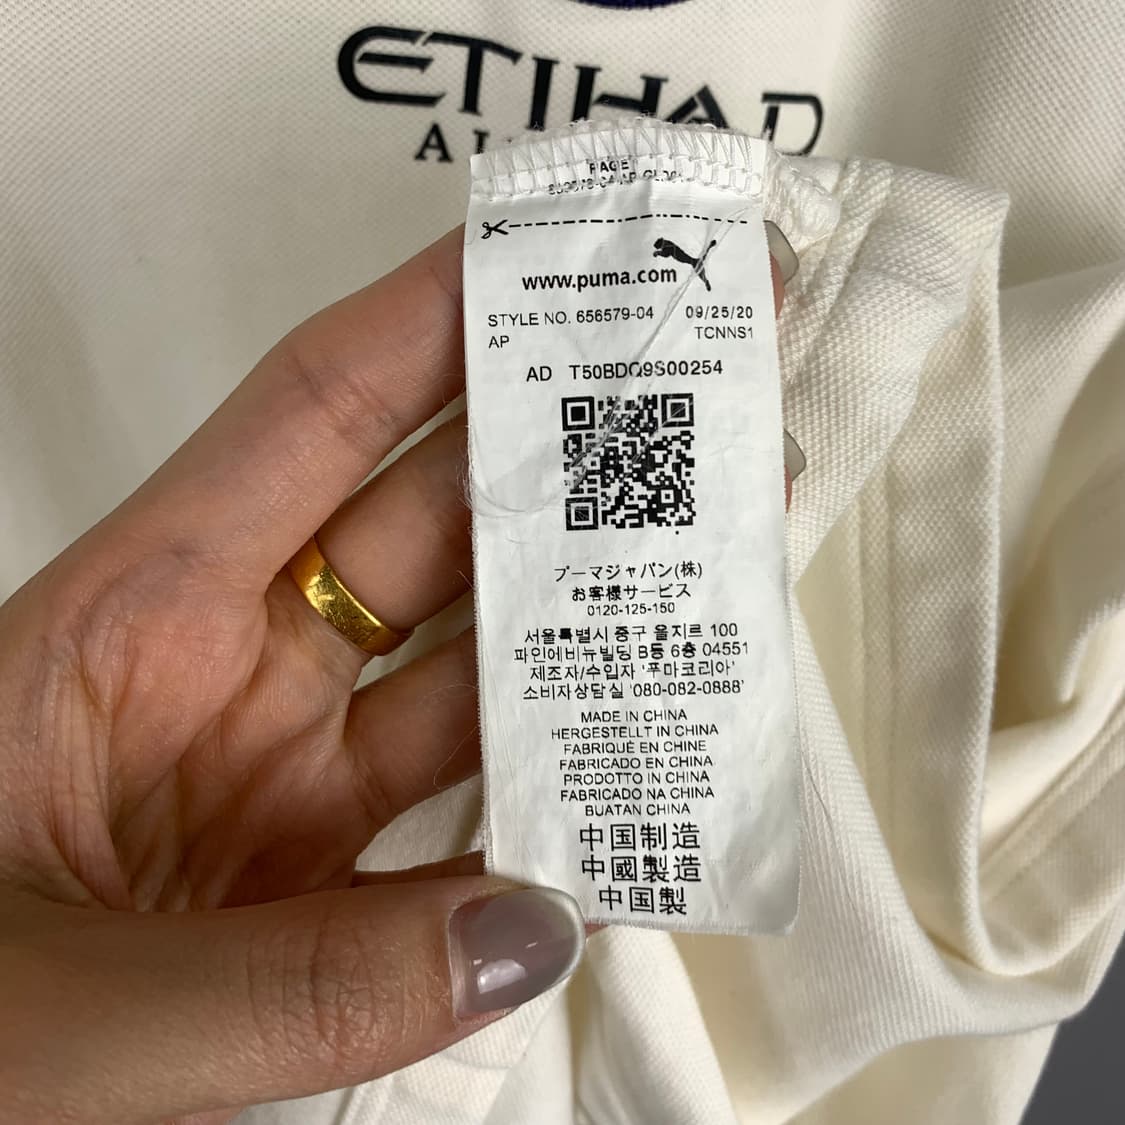 ETIHAD
PAGE
www.puma.com
STYLE NO. 656579-04 09/25/20
AP TCNNS1
AD T50BDQ9S00254
プーマジャパン(株)
お客様サービス
0120-125-150
서울특별시 중구 을지르 100
파인에비뉴빌딩 B등 6층 04551
제조자/수입자 '푸마코리아'
소비자상담실 '080-082-0888'
MADE IN CHINA
HERGESTELLT IN CHINA
FABRIQUÉ EN CHINE
FABRICADO EN CHINA
PRODOTTO IN CHINA
FABRICADO NA CHINA
BUATAN CHINA
中国制造
中國製造
中国製